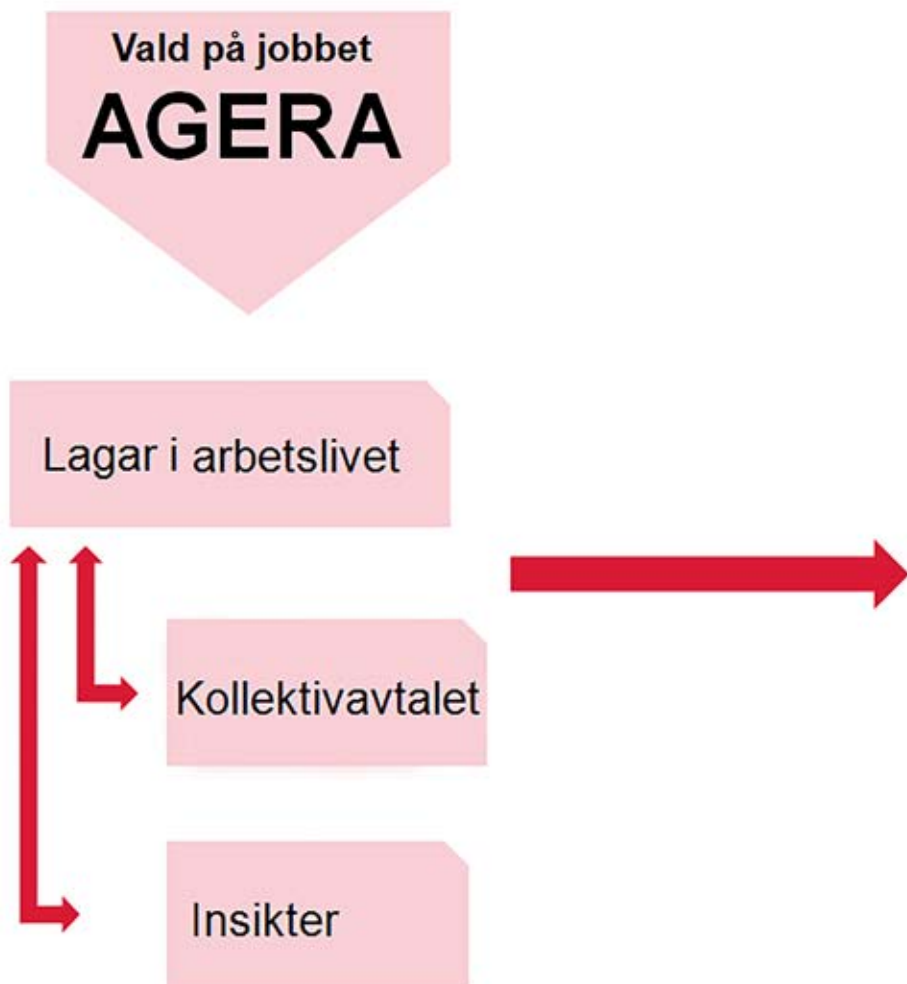 Vald på jobbet
AGERA
Lagar i arbetslivet
Kollektivavtalet
Insikter